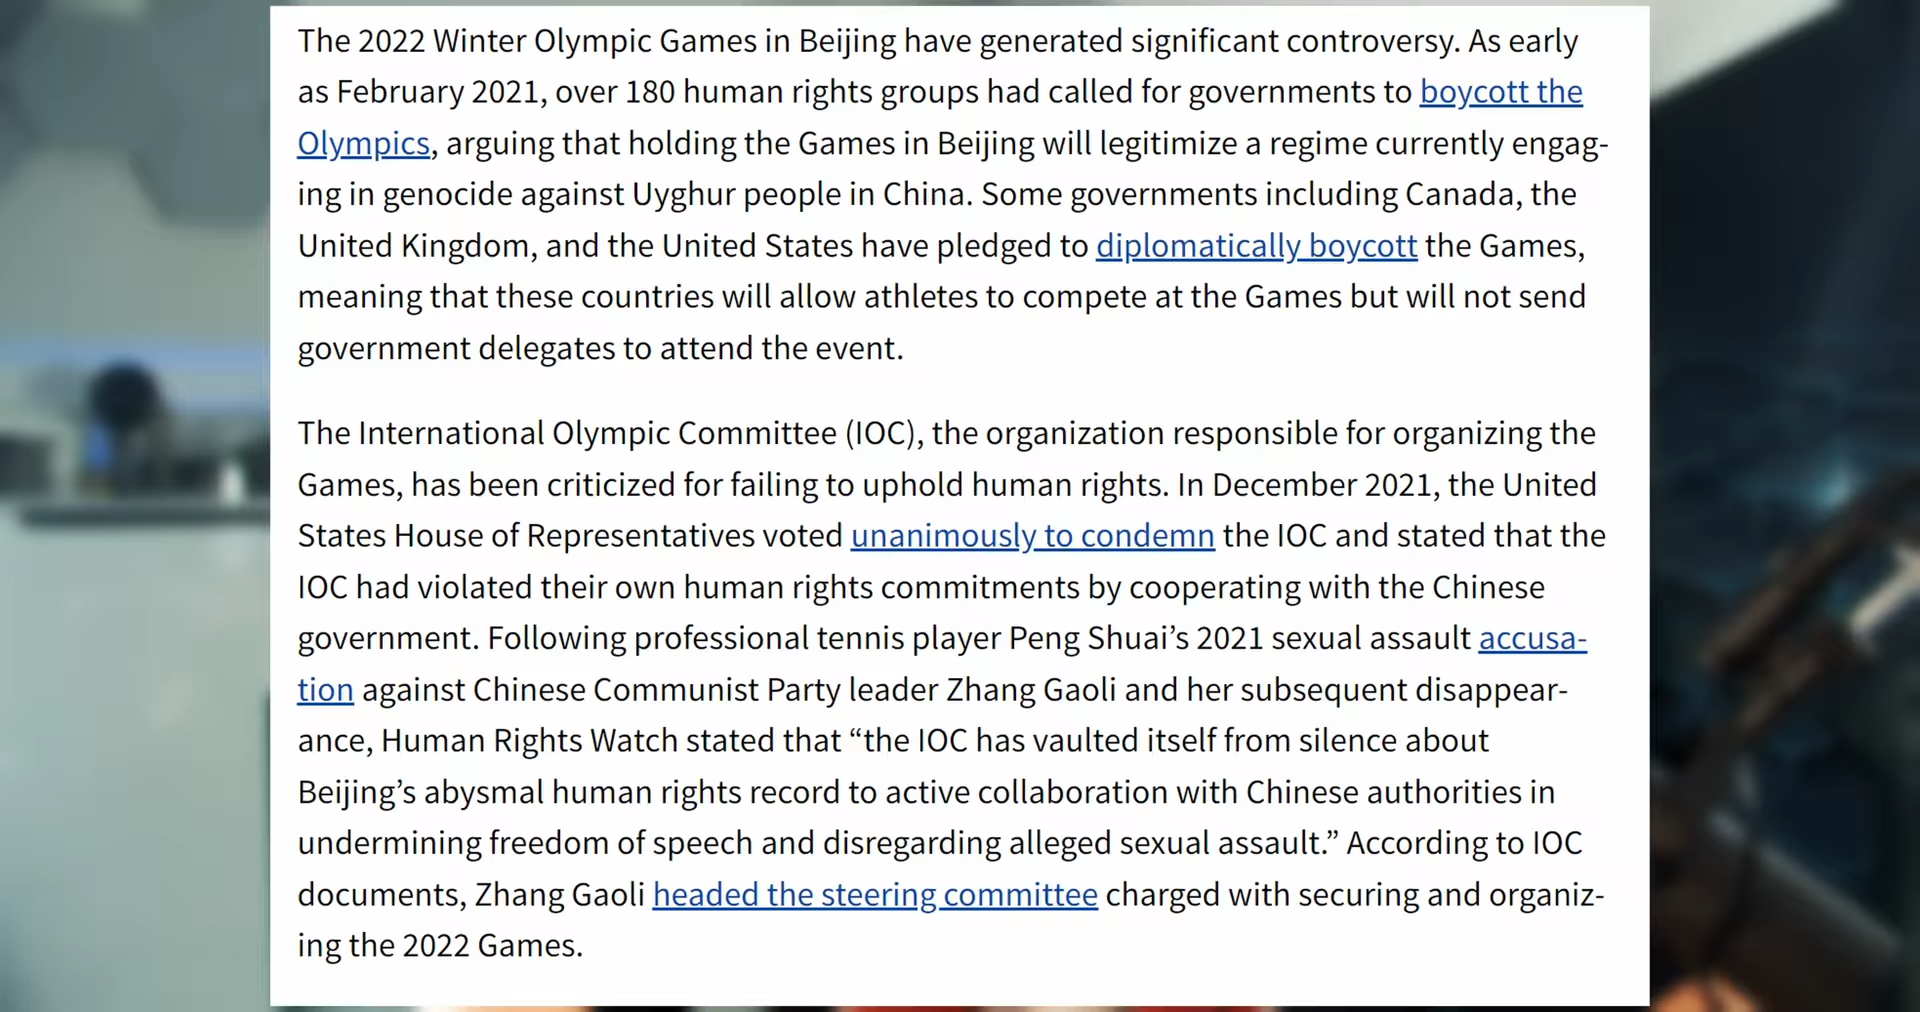 The 2022 Winter Olympic Games in Beijing have generated significant controversy. As early
as February 2021, over 180 human rights groups had called for governments to boycott the
Olympics, arguing that holding the Games in Beijing will legitimize a regime currently engag-
ing in genocide against Uyghur people in China. Some governments including Canada, the
United Kingdom, and the United States have pledged to diplomatically boycott the Games,
meaning that these countries will allow athletes to compete at the Games but will not send
government delegates to attend the event.
The International Olympic Committee (IOC), the organization responsible for organizing the
Games, has been criticized for failing to uphold human rights. In December 2021, the United
States House of Representatives voted unanimously to condemn the IOC and stated that the
IOC had violated their own human rights commitments by cooperating with the Chinese
government. Following professional tennis player Peng Shuai’s 2021 sexual assault accusa-
tion against Chinese Communist Party leader Zhang Gaoli and her subsequent disappear-
ance, Human Rights Watch stated that “the IOC has vaulted itself from silence about
Beijing’s abysmal human rights record to active collaboration with Chinese authorities in
undermining freedom of speech and disregarding alleged sexual assault.” According to IOC
documents, Zhang Gaoli headed the steering committee charged with securing and organiz-
ing the 2022 Games.